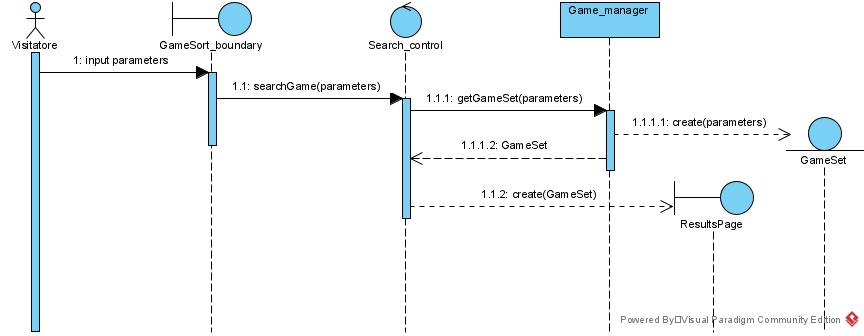 Visitatore
GameSort_boundary
Search_control
Game_manager
1: input parameters
1.1: searchGame(parameters)
1.1.1: getGameSet(parameters)
1.1.1.1: create(parameters)
GameSet
1.1.1.2: GameSet
1.1.2: create(GameSet)
ResultsPage
Powered By Visual Paradigm Community Edition